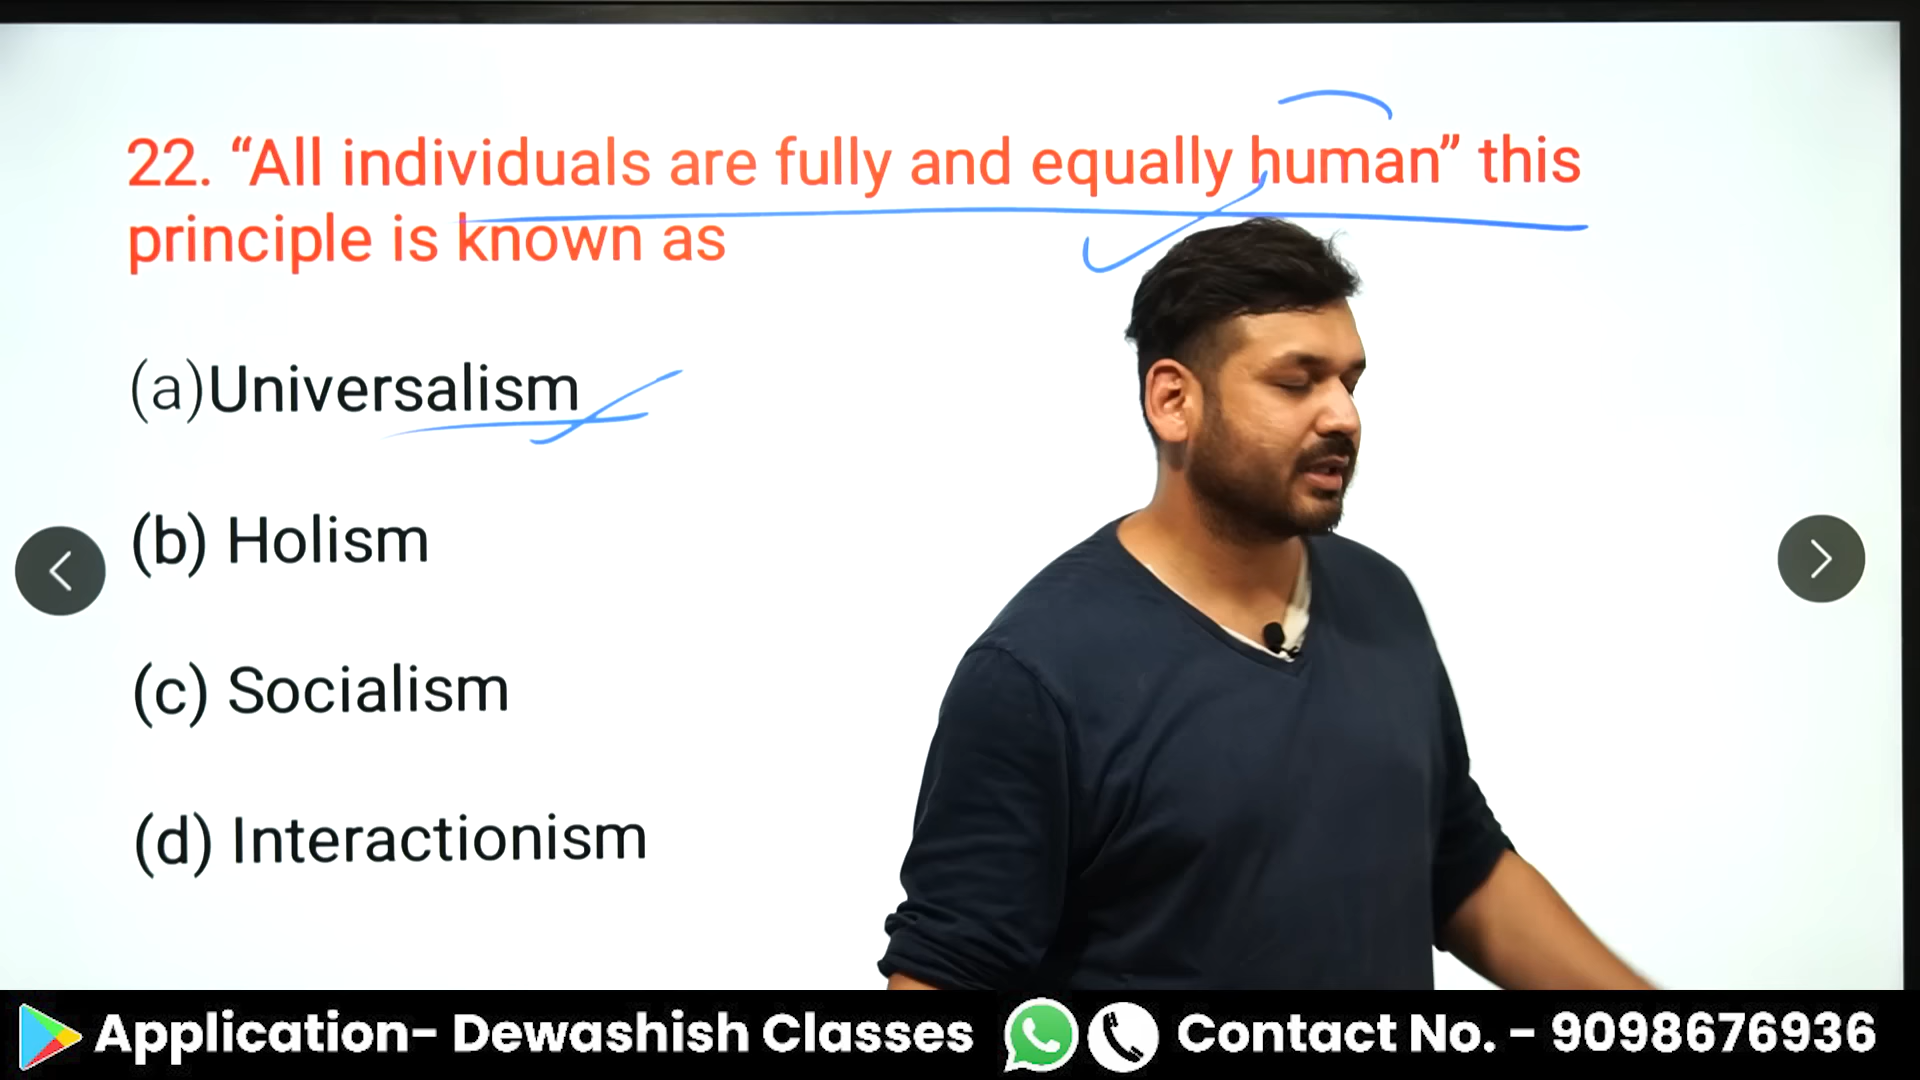 22. “All individuals are fully and equally human” this
principle is known as
(a)Universalism
(b) Holism
(c) Socialism
(d) Interactionism
Application- Dewashish Classes
Contact No. - 9098676936